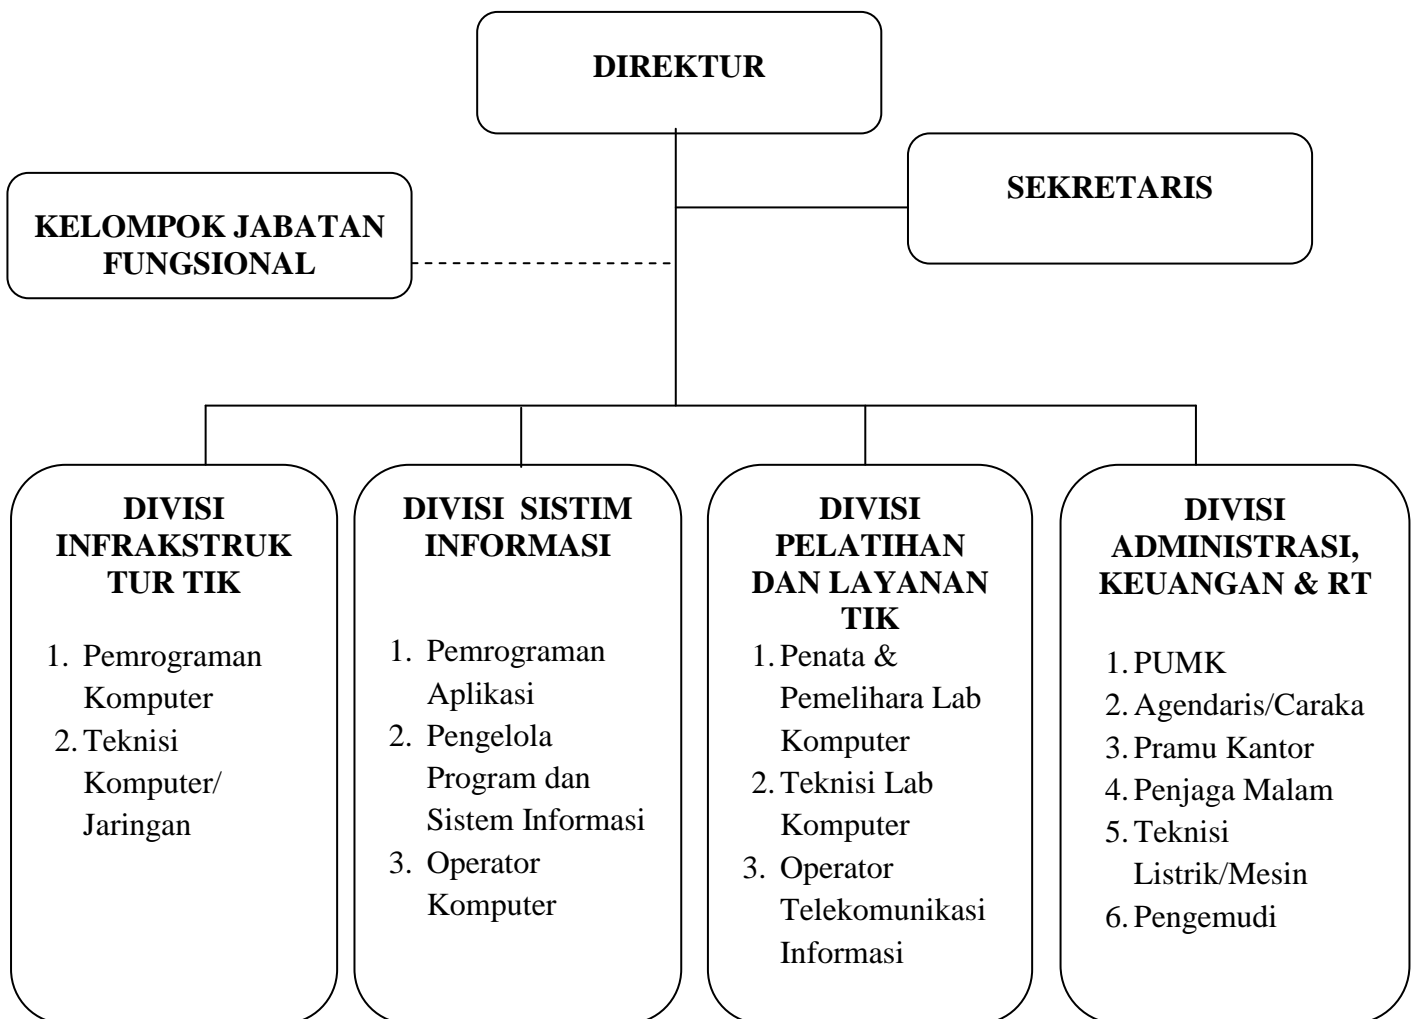 DIREKTUR
SEKRETARIS
KELOMPOK JABATAN
FUNGSIONAL
DIVISI
INFRAKSTRUK
TUR TIK
1. Pemrograman
Komputer
2. Teknisi
Komputer/
Jaringan
DIVISI SISTIM
INFORMASI
1. Pemrograman
Aplikasi
2. Pengelola
Program dan
Sistem Informasi
3. Operator
Komputer
DIVISI
PELATIHAN
DAN LAYANAN
TIK
1. Penata &
Pemelihara Lab
Komputer
2. Teknisi Lab
Komputer
3. Operator
Telekomunikasi
Informasi
DIVISI
ADMINISTRASI,
KEUANGAN & RT
1. PUMK
2. Agendaris/Caraka
3. Pramu Kantor
4. Penjaga Malam
5. Teknisi
Listrik/Mesin
6. Pengemudi